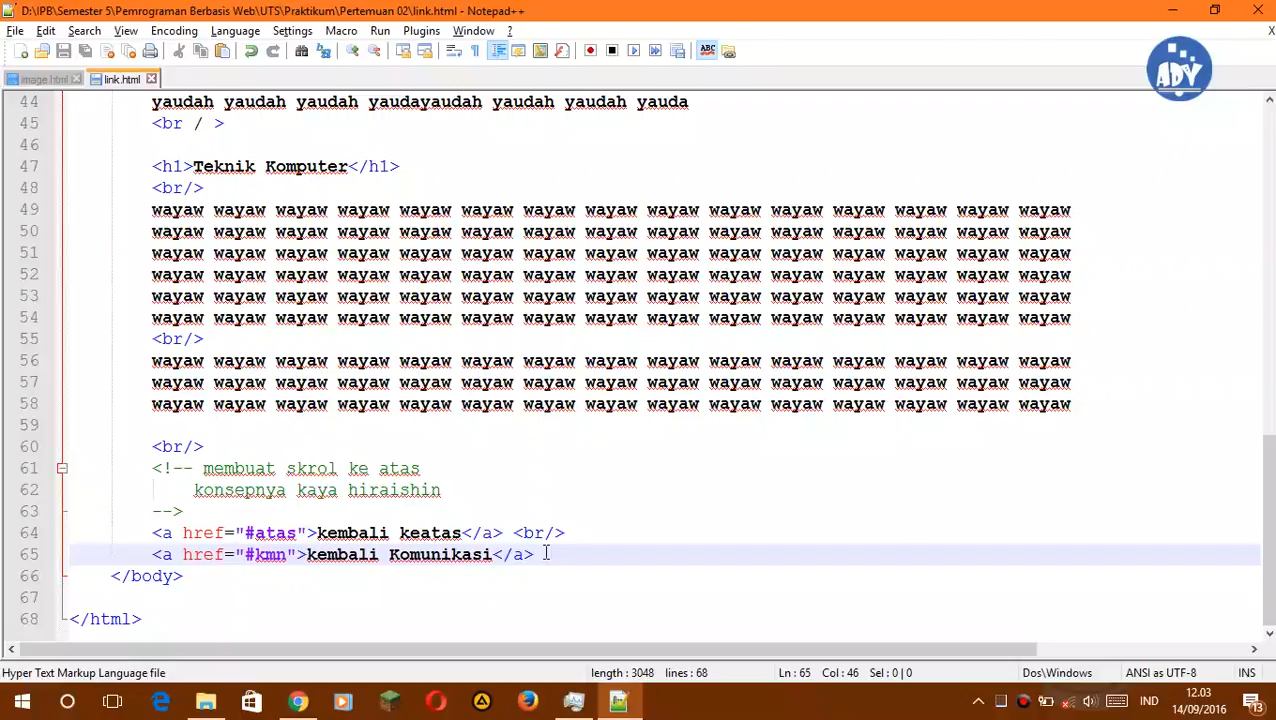 D:\IPB\Semester 5\Pemrograman Berbasis Web\UTS\Praktikum\Pertemuan 02\link.html - Notepad++
File Edit Search View Encoding Language Settings Macro Run Plugins Window ? X
ABC
image.html link.html
ADY
44 yaudah yaudah yaudah yaudayaudah yaudah yaudah yauda
45 <br / >
46
47 <h1>Teknik Komputer</h1>
48 <br/>
49 wayaw wayaw wayaw wayaw wayaw wayaw wayaw wayaw wayaw wayaw wayaw wayaw wayaw wayaw wayaw
50 wayaw wayaw wayaw wayaw wayaw wayaw wayaw wayaw wayaw wayaw wayaw wayaw wayaw wayaw wayaw
51 wayaw wayaw wayaw wayaw wayaw wayaw wayaw wayaw wayaw wayaw wayaw wayaw wayaw wayaw wayaw
52 wayaw wayaw wayaw wayaw wayaw wayaw wayaw wayaw wayaw wayaw wayaw wayaw wayaw wayaw wayaw
53 wayaw wayaw wayaw wayaw wayaw wayaw wayaw wayaw wayaw wayaw wayaw wayaw wayaw wayaw wayaw
54 wayaw wayaw wayaw wayaw wayaw wayaw wayaw wayaw wayaw wayaw wayaw wayaw wayaw wayaw wayaw
55 <br/>
56 wayaw wayaw wayaw wayaw wayaw wayaw wayaw wayaw wayaw wayaw wayaw wayaw wayaw wayaw wayaw
57 wayaw wayaw wayaw wayaw wayaw wayaw wayaw wayaw wayaw wayaw wayaw wayaw wayaw wayaw wayaw
58 wayaw wayaw wayaw wayaw wayaw wayaw wayaw wayaw wayaw wayaw wayaw wayaw wayaw wayaw wayaw
59
60 <br/>
61 <!-- membuat skrol ke atas
62 konsepnya kaya hiraishin
63 -->
64 <a href="#atas">kembali keatas</a> <br/>
65 <a href="#kmn">kembali Komunikasi</a>
66 </body>
67
68 </html>
Hyper Text Markup Language file length : 3048 lines : 68 Ln : 65 Col : 46 Sel : 0 | 0 Dos\Windows ANSI as UTF-8 INS
IND 12.03
14/09/2016 13